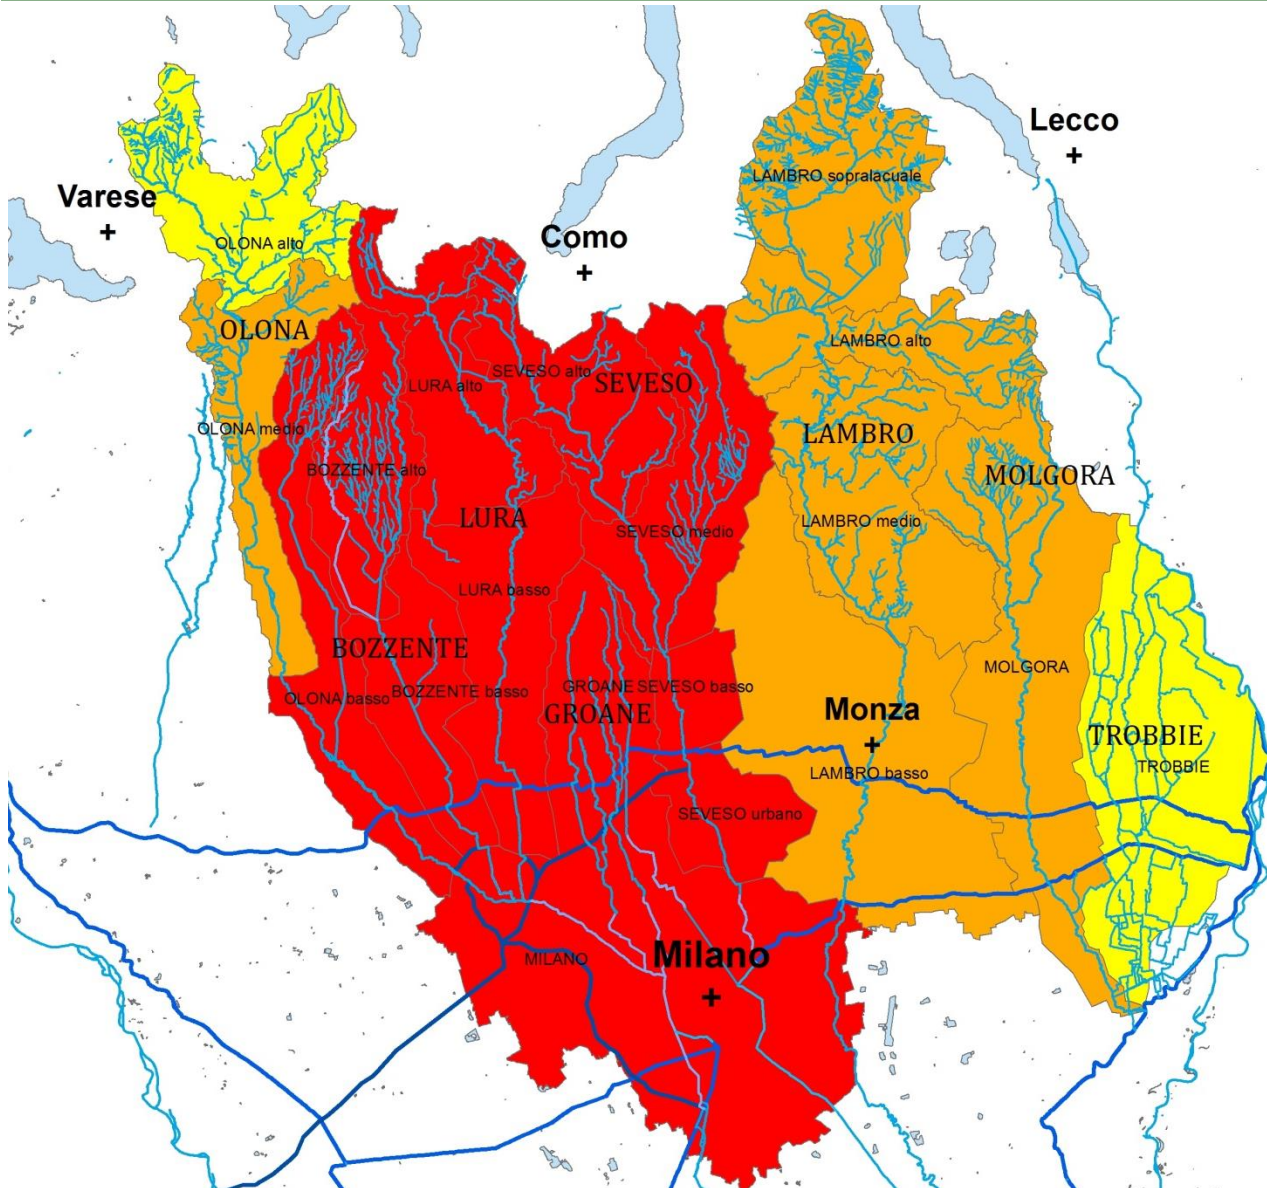 Lecco
LAMBRO sopralacuale
Varese
Como
OLONA alto
OLONA
LAMBRO alto
SEVESO alto
SEVESO
LURA alto
OLONA medio
LAMBRO
BOZZENTE alto
MOLGORA
LURA
LAMBRO medio
SEVESO medio
LURA basso
BOZZENTE
MOLGORA
GROANE
SEVESO basso
OLONA basso
BOZZENTE basso
GROANE
Monza
TROBBIE
TROBBIE
LAMBRO basso
SEVESO urbano
Milano
MILANO